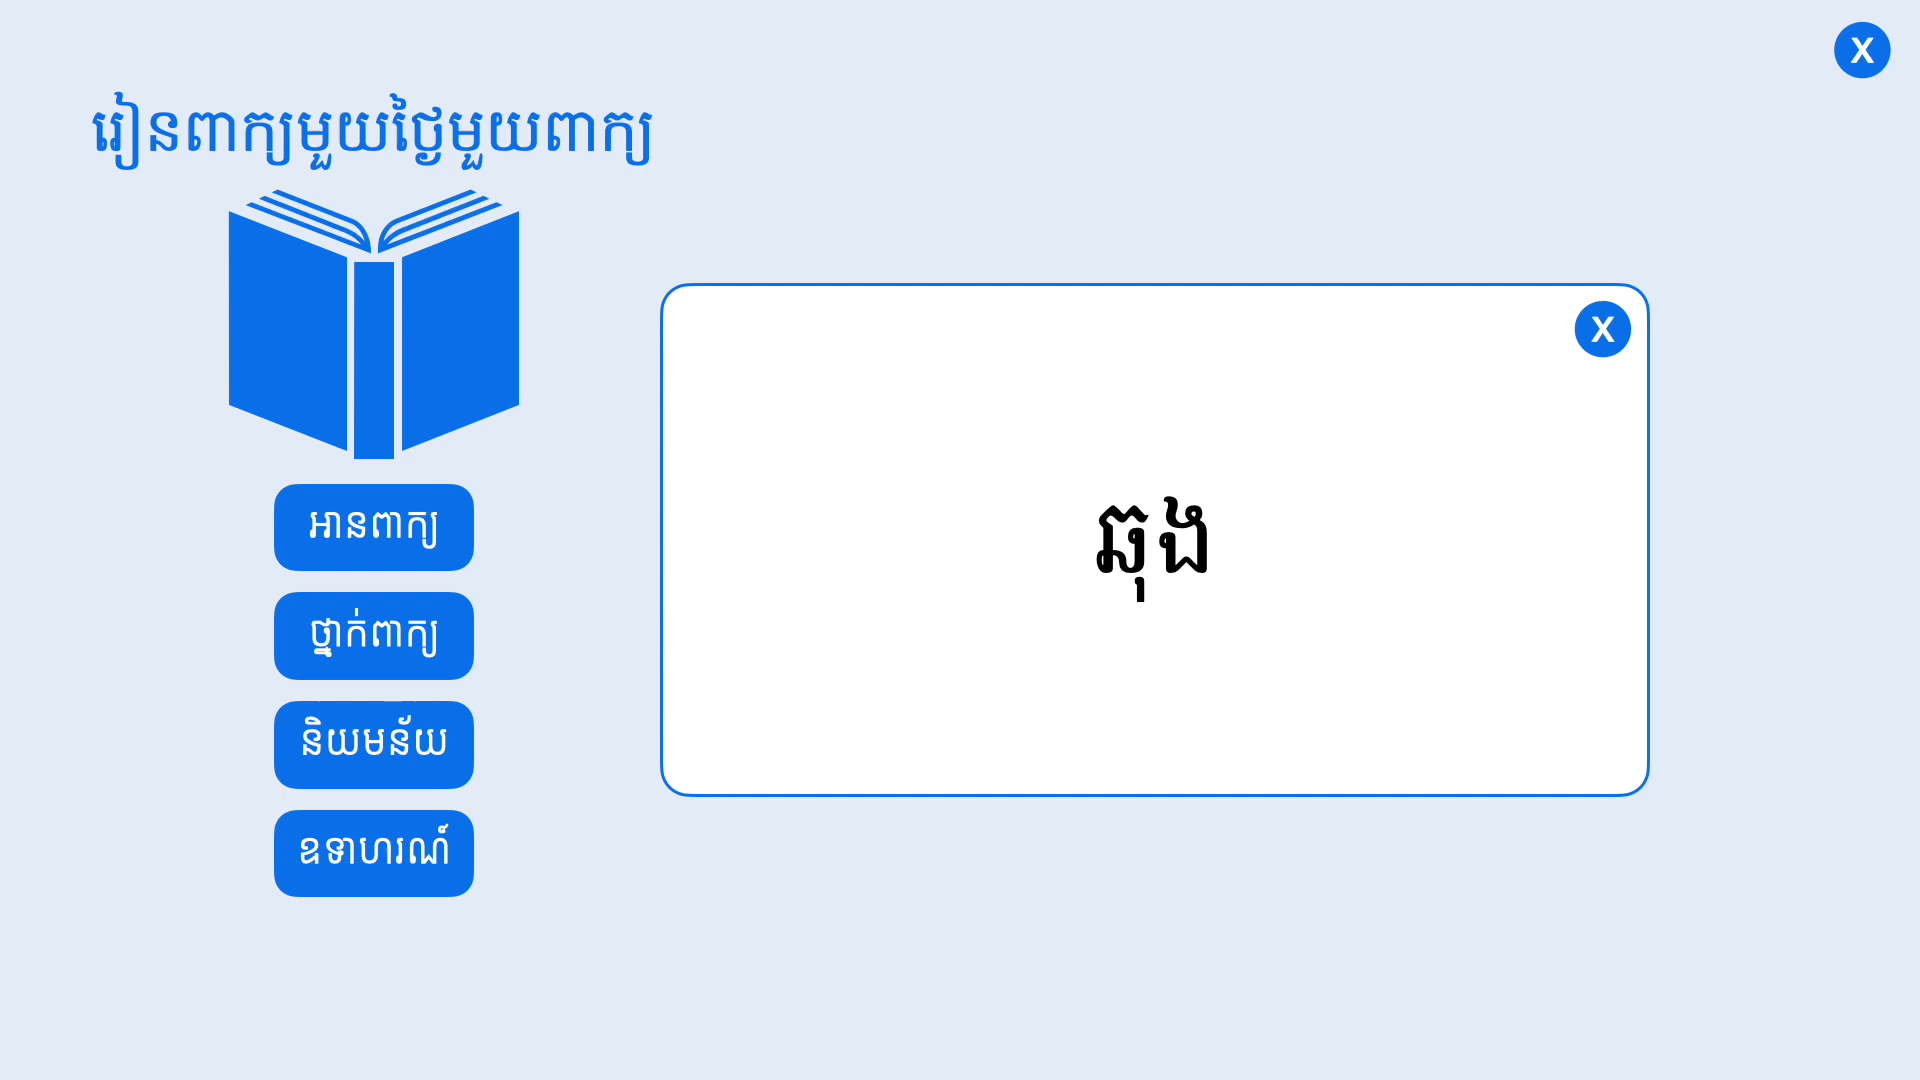 X
រៀនពាក្យមួយថ្ងៃមួយពាក្យ
X
ឆុង
អានពាក្យ
ថ្នាក់ពាក្យ
និយមន័យ
ឧទាហរណ៍